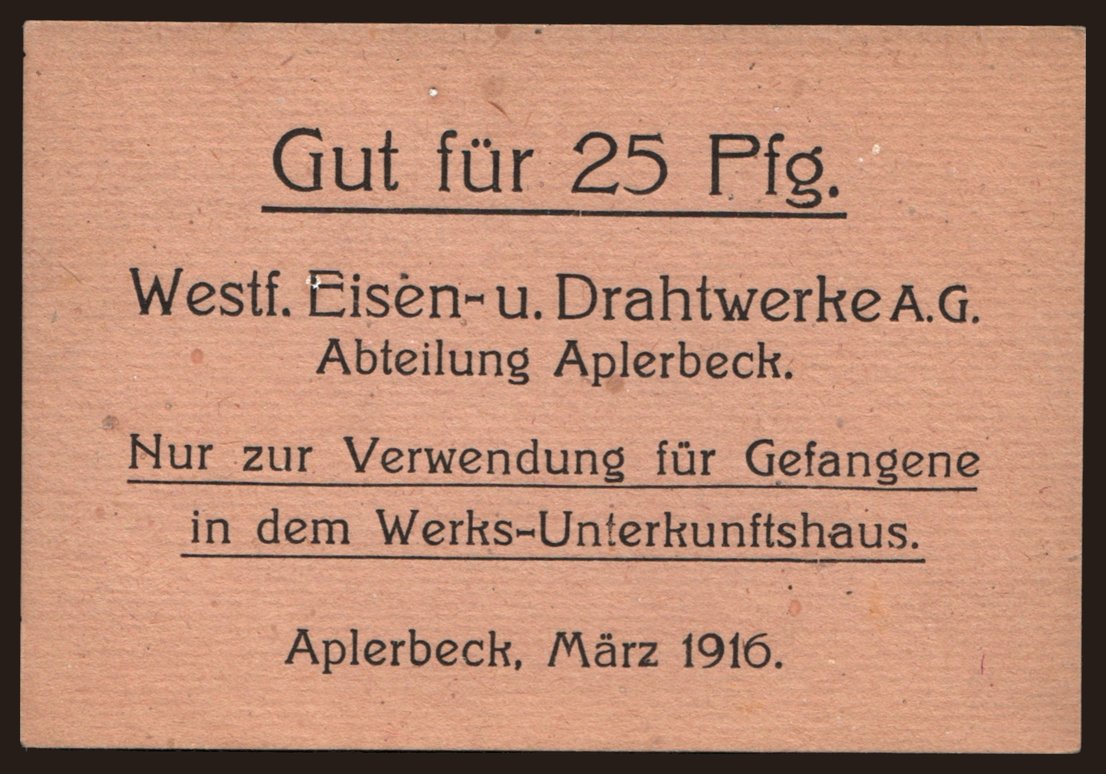 Gut für 25 Pfg.
Westf. Eisen- u. Drahtwerke A.G.
Abteilung Aplerbeck.
Nur zur Verwendung für Gefangene
in dem Werks-Unterkunftshaus.
Aplerbeck, März 1916.